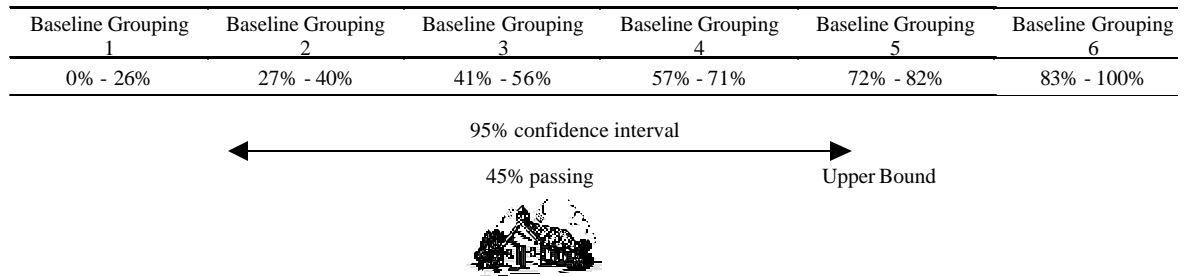 Baseline Grouping 1 Baseline Grouping 2 Baseline Grouping 3 Baseline Grouping 4 Baseline Grouping 5 Baseline Grouping 6
0% - 26% 27% - 40% 41% - 56% 57% - 71% 72% - 82% 83% - 100%
95% confidence interval
45% passing Upper Bound